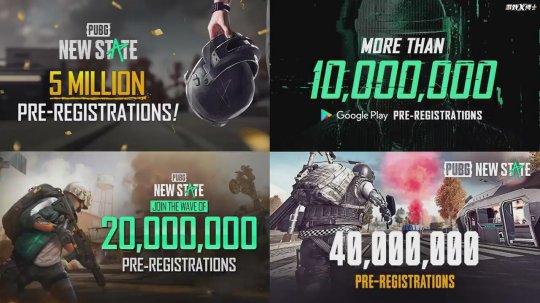 PUBG
NEW STATE
5 MILLION
PRE-REGISTRATIONS!
MORE THAN
10,000,000
Google Play PRE-REGISTRATIONS
PUBG
NEW STATE
JOIN THE WAVE OF
20,000,000
PRE-REGISTRATIONS
PUBG NEW STATE
40,000,000
PRE-REGISTRATIONS